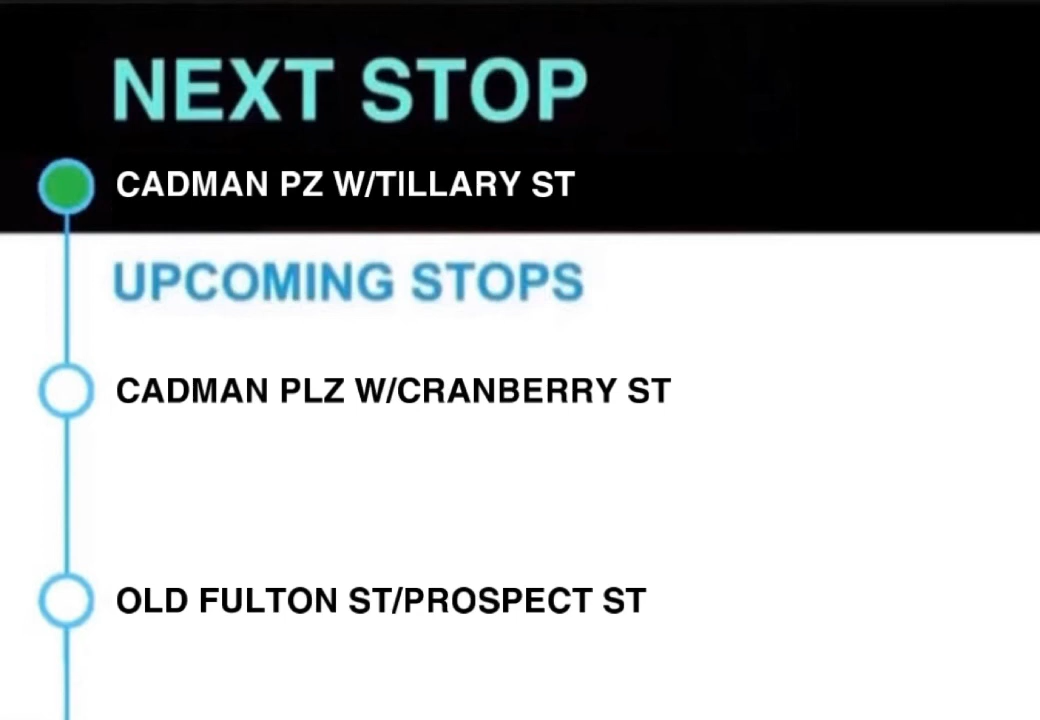 NEXT STOP
CADMAN PZ W/TILLARY ST
UPCOMING STOPS
CADMAN PLZ W/CRANBERRY ST
OLD FULTON ST/PROSPECT ST